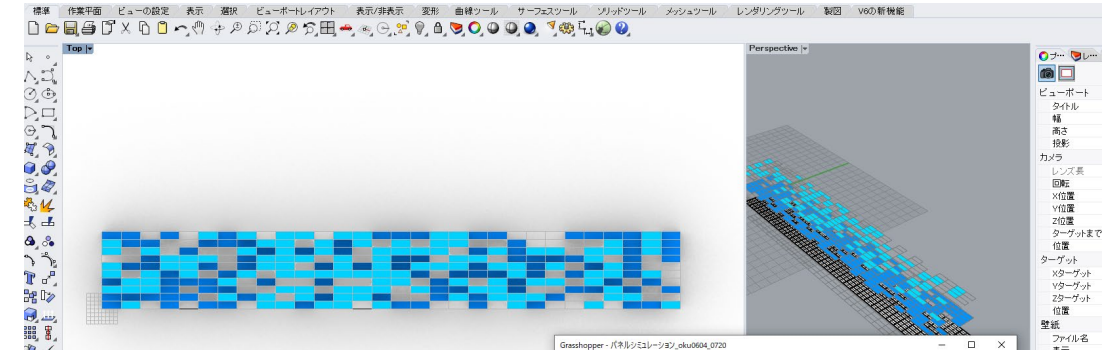 標準 作業平面 ビューの設定 表示 選択 ビューポートレイアウト 表示/非表示 変形 曲線ツール サーフェスツール ソリッドツール メッシュツール レンダリングツール 製図 V6の新機能
Top
Perspective
プ… レ…
ビューポート
タイトル
幅
高さ
投影
カメラ
レンズ長
回転
X位置
Y位置
Z位置
ターゲットまで
位置
ターゲット
Xターゲット
Yターゲット
Zターゲット
位置
壁紙
ファイル名
表示
Grasshopper - パネルシミュレーション_oku0604_0720